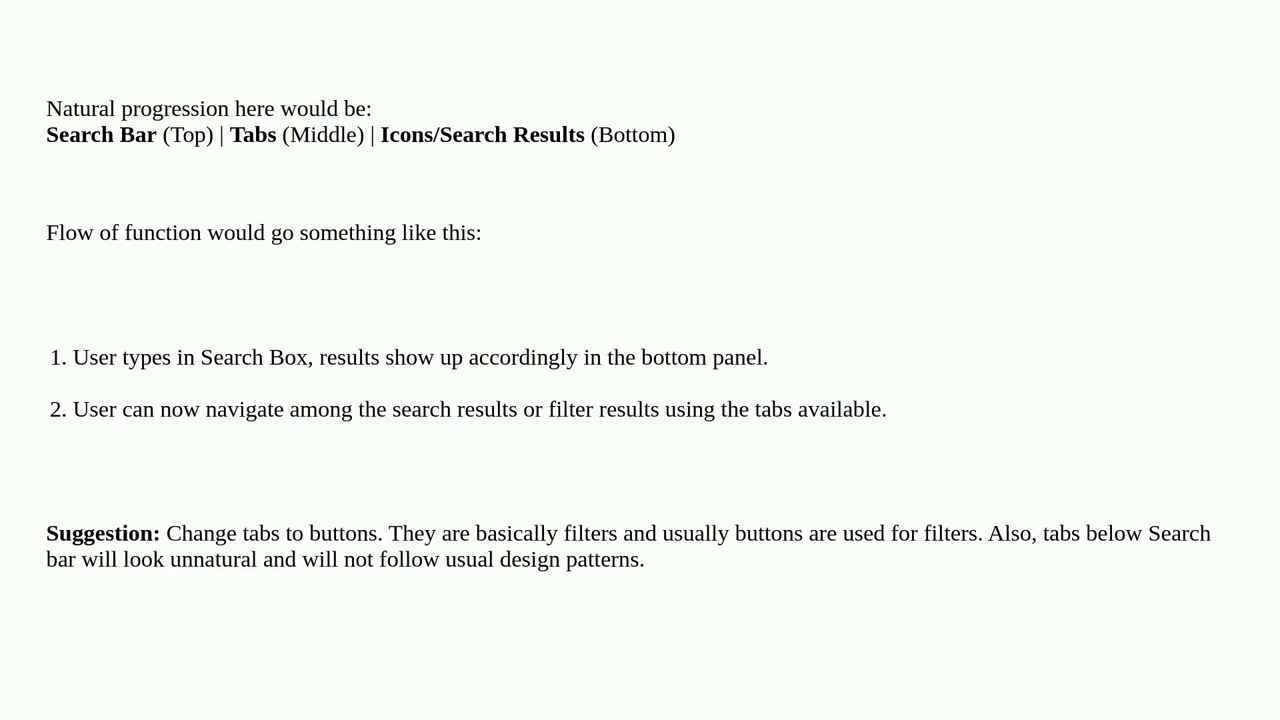 Natural progression here would be:
Search Bar (Top) | Tabs (Middle) | Icons/Search Results (Bottom)
Flow of function would go something like this:
1. User types in Search Box, results show up accordingly in the bottom panel.
2. User can now navigate among the search results or filter results using the tabs available.
Suggestion: Change tabs to buttons. They are basically filters and usually buttons are used for filters. Also, tabs below Search
bar will look unnatural and will not follow usual design patterns.